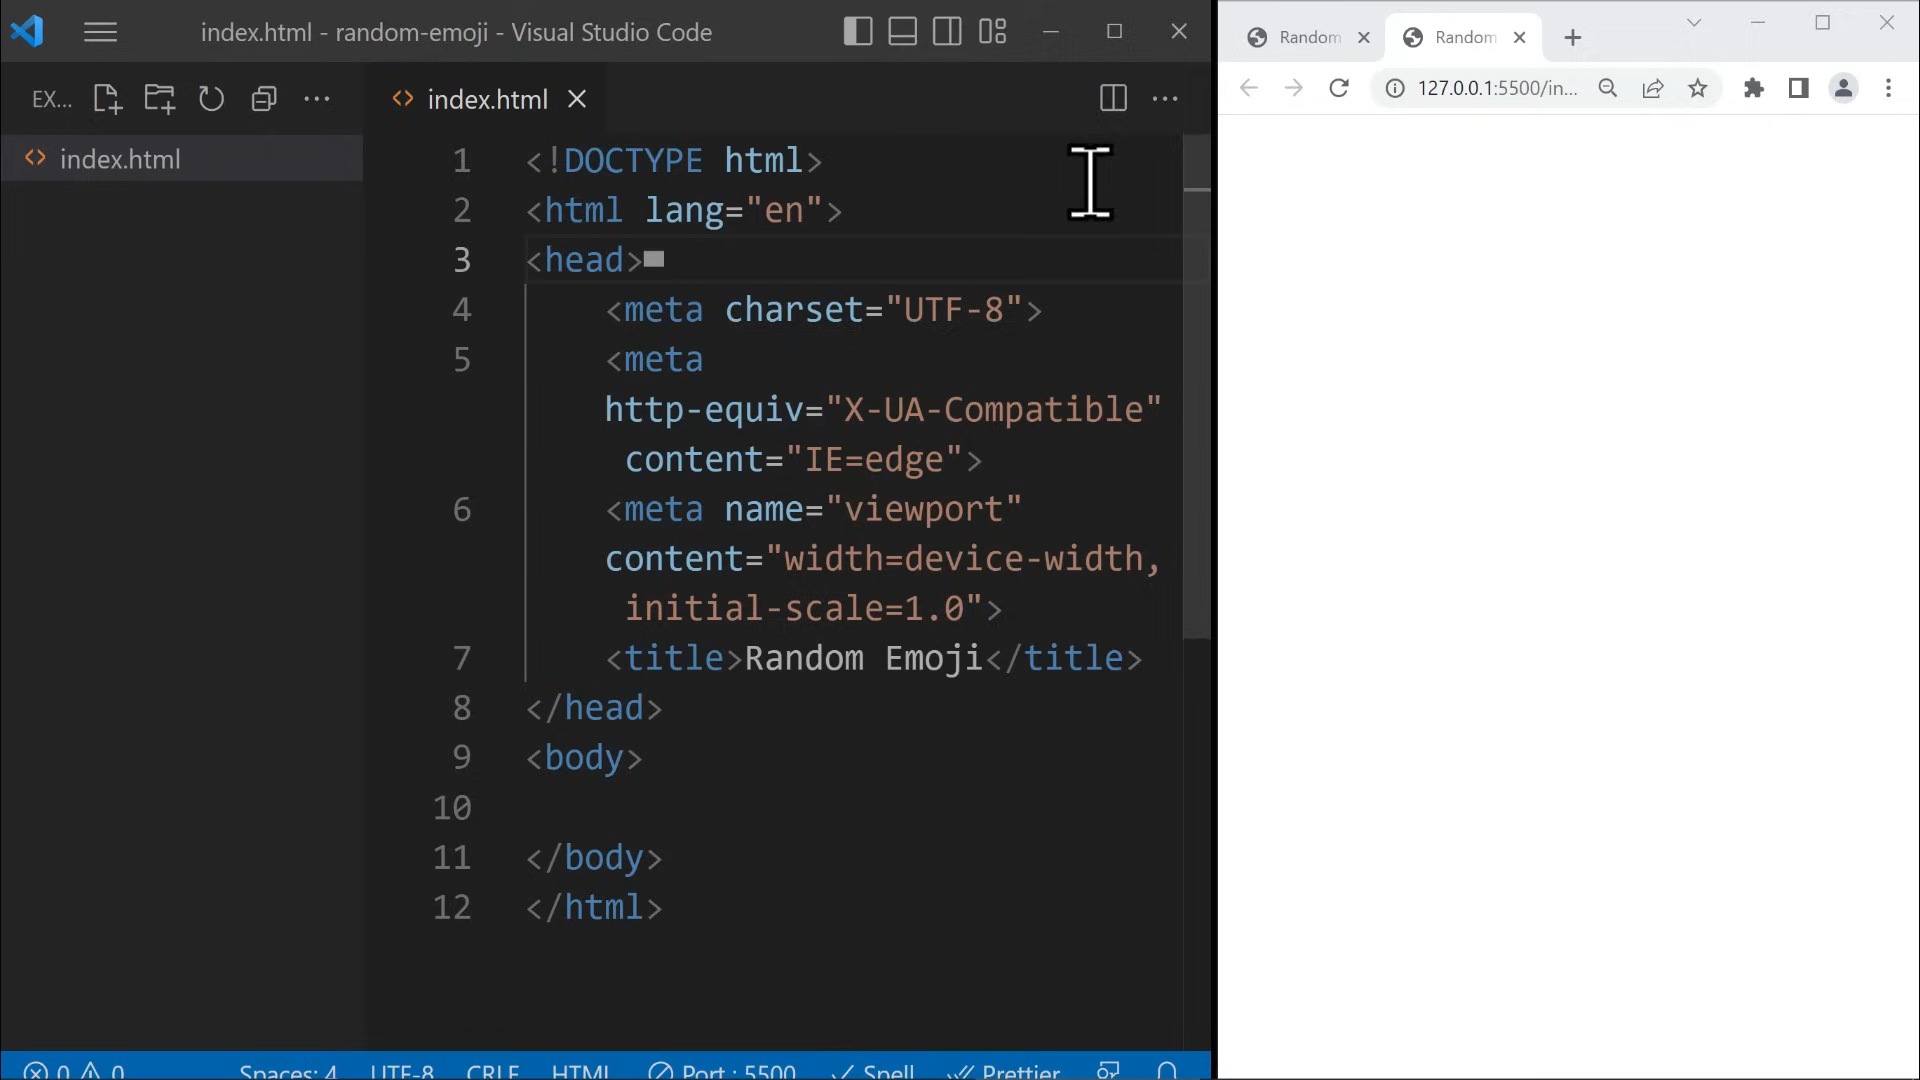 index.html - random-emoji - Visual Studio Code
EX...
index.html
index.html
1 <!DOCTYPE html>
2 <html lang="en">
3 <head>
4 <meta charset="UTF-8">
5 <meta
http-equiv="X-UA-Compatible"
content="IE=edge">
6 <meta name="viewport"
content="width=device-width,
initial-scale=1.0">
7 <title>Random Emoji</title>
8 </head>
9 <body>
10
11 </body>
12 </html>
0 0 Spaces: 4 UTF-8 CRLF HTML Port : 5500 Spell Prettier
Random Random
127.0.0.1:5500/in...